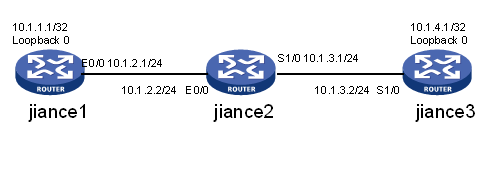 10.1.1.1/32
Loopback 0
10.1.4.1/32
Loopback 0
E0/0 10.1.2.1/24
S1/0 10.1.3.1/24
ROUTER
ROUTER
ROUTER
10.1.2.2/24 E0/0
10.1.3.2/24 S1/0
jiance1
jiance2
jiance3